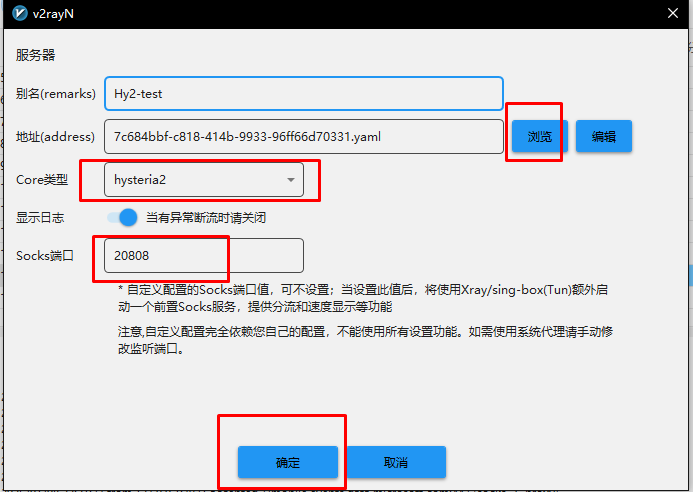 v2rayN
服务器
别名(remarks) Hy2-test
地址(address) 7c684bbf-c818-414b-9933-96ff66d70331.yaml 浏览 编辑
Core类型 hysteria2
显示日志 当有异常断流时请关闭
Socks端口 20808
* 自定义配置的Socks端口值，可不设置；当设置此值后，将使用Xray/sing-box(Tun)额外启
动一个前置Socks服务，提供分流和速度显示等功能
注意,自定义配置完全依赖您自己的配置，不能使用所有设置功能。如需使用系统代理请手动修
改监听端口。
确定 取消